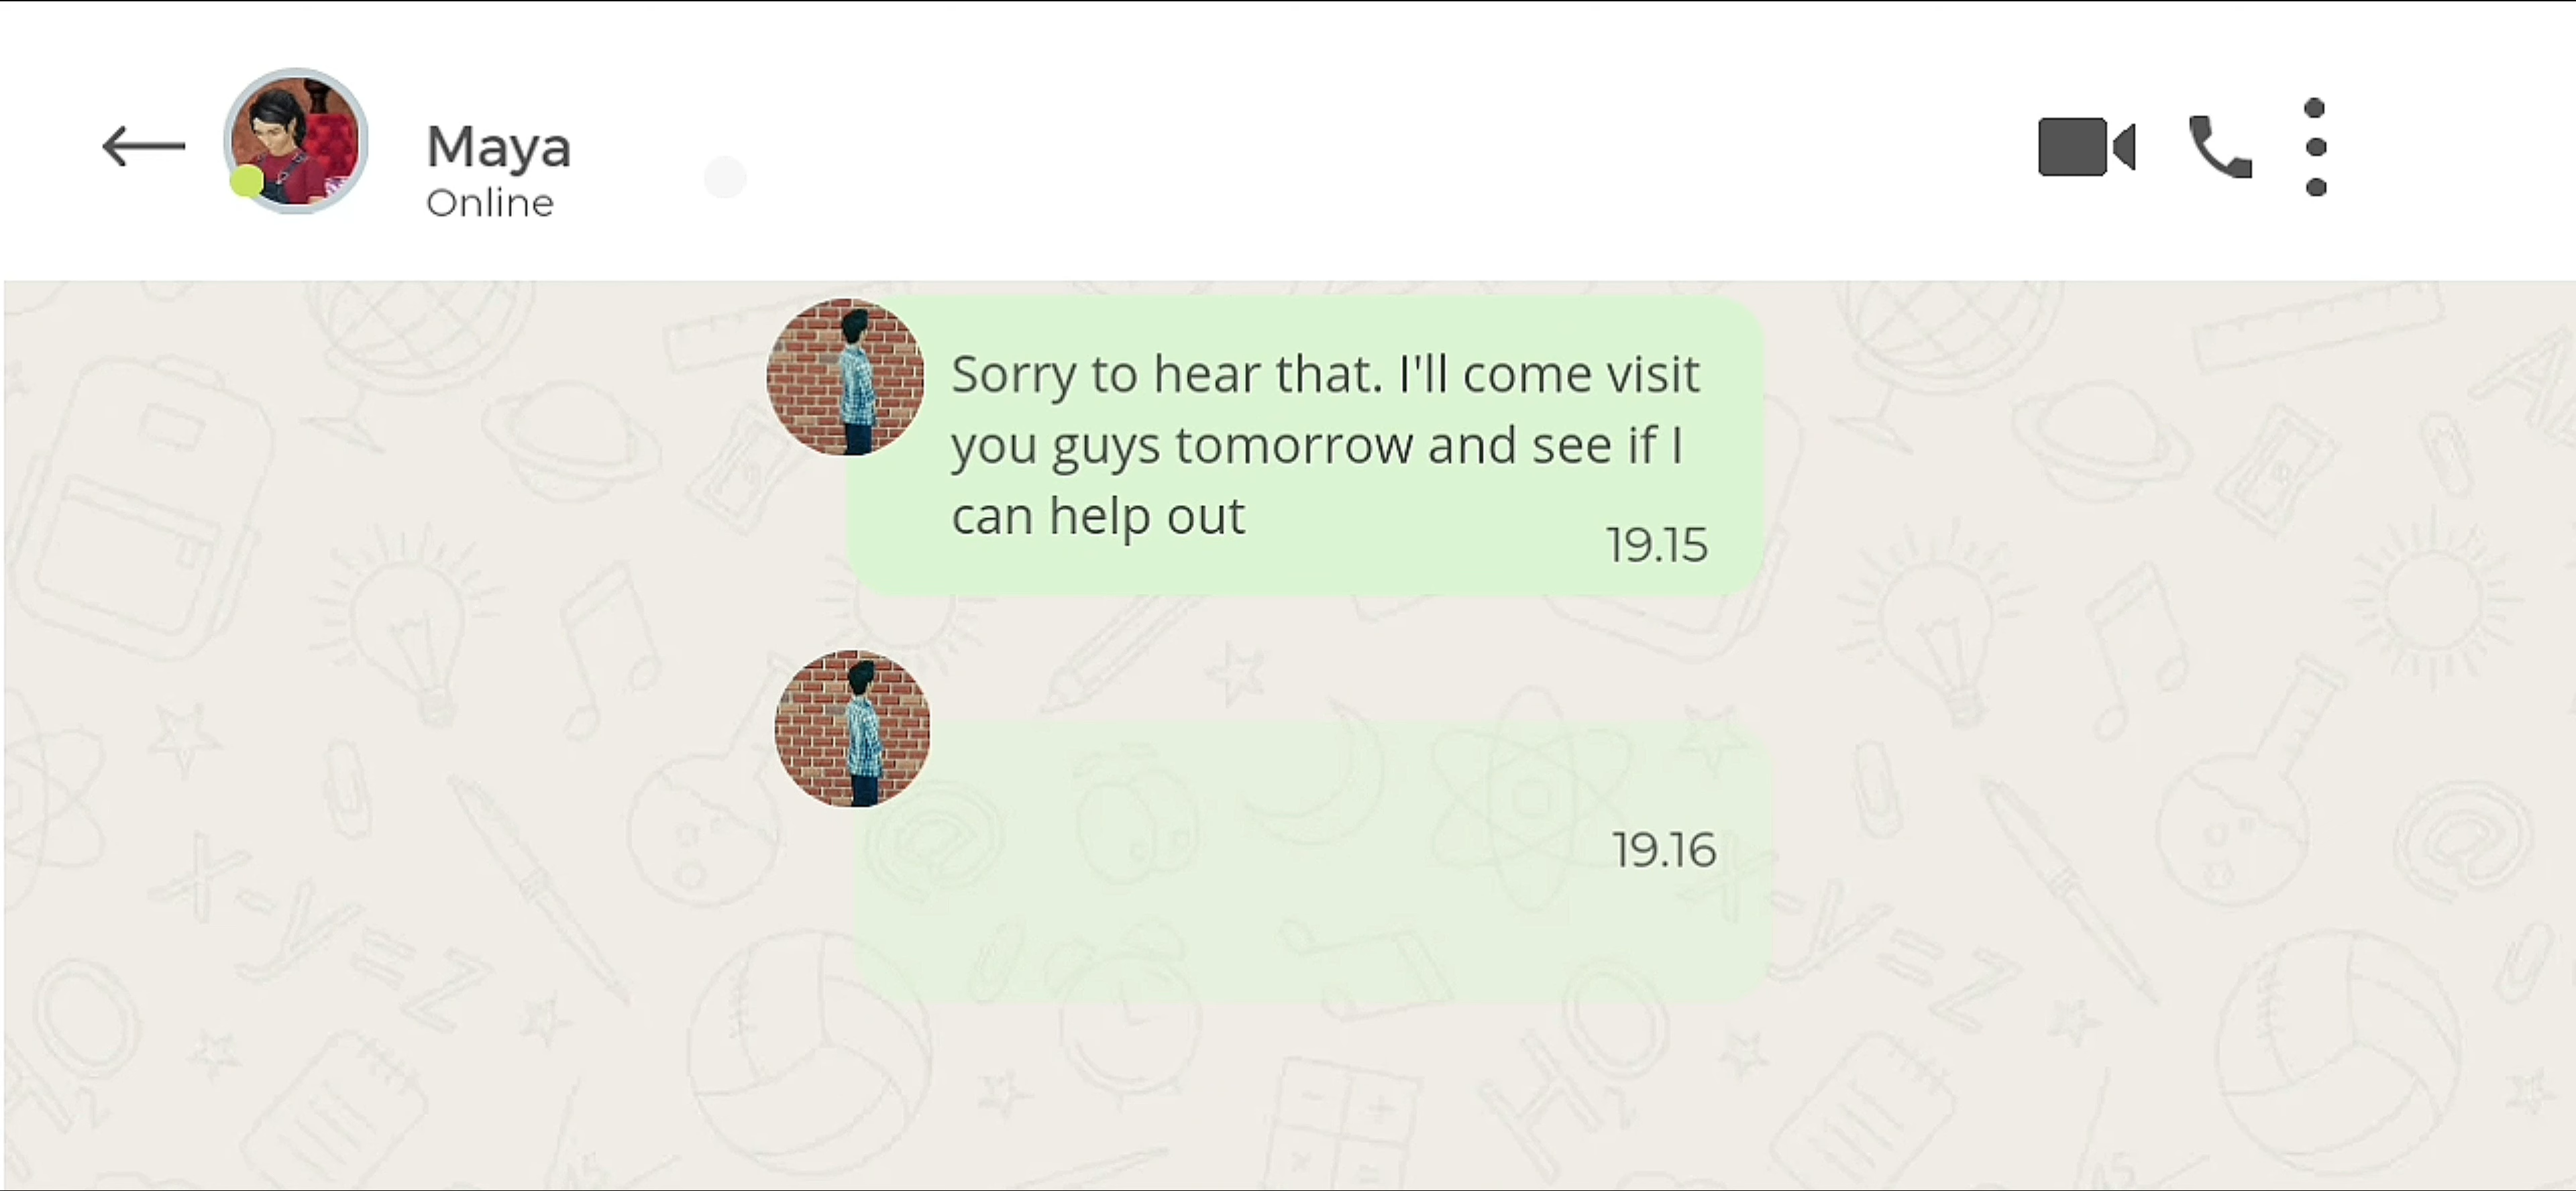 Maya
Online
Sorry to hear that. I'll come visit
you guys tomorrow and see if I
can help out
19.15
19.16